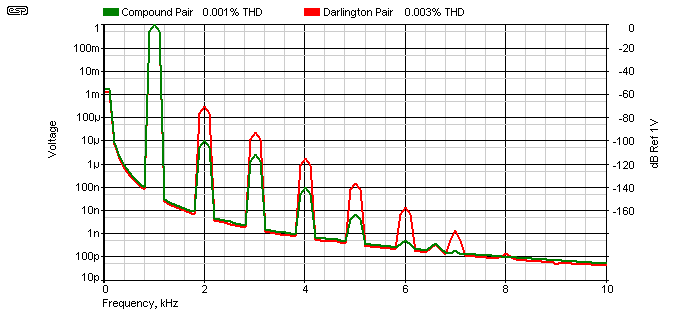 esp
Compound Pair 0.001% THD Darlington Pair 0.003% THD
1 0
100m -20
10m -40
1m -60
100µ -80
10µ -100
1µ -120
100n -140
10n -160
1n
100p
10p
Voltage
dB Ref 1V
0 2 4 6 8 10
Frequency, kHz